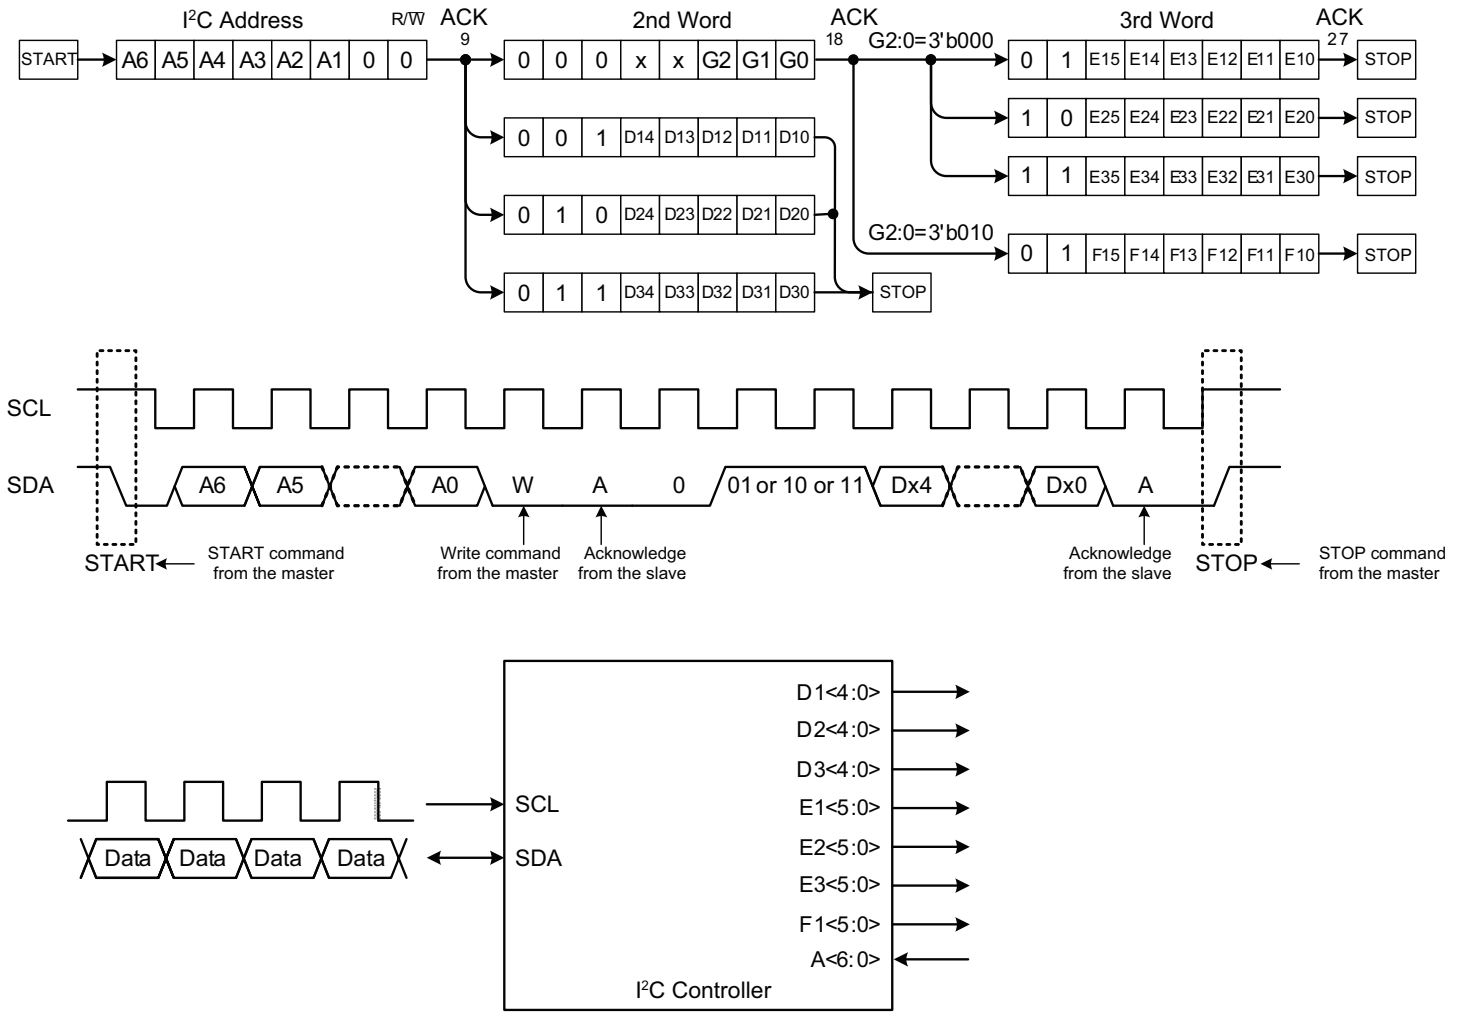 I²C Address R/W ACK 2nd Word ACK 3rd Word ACK
9 18 G2:0=3'b000 27
START A6 A5 A4 A3 A2 A1 0 0 0 0 0 x x G2 G1 G0 0 1 E15 E14 E13 E12 E11 E10 STOP
1 0 E25 E24 E23 E22 E21 E20 STOP
0 0 1 D14 D13 D12 D11 D10
1 1 E35 E34 E33 E32 E31 E30 STOP
0 1 0 D24 D23 D22 D21 D20
G2:0=3'b010
0 1 F15 F14 F13 F12 F11 F10 STOP
0 1 1 D34 D33 D32 D31 D30 STOP
SCL
SDA A6 A5 A0 W A 0 01 or 10 or 11 Dx4 Dx0 A
START START command from the master
Write command from the master
Acknowledge from the slave
Acknowledge from the slave
STOP STOP command from the master
D1<4:0>
D2<4:0>
D3<4:0>
SCL E1<5:0>
Data Data Data Data SDA E2<5:0>
E3<5:0>
F1<5:0>
A<6:0>
I²C Controller